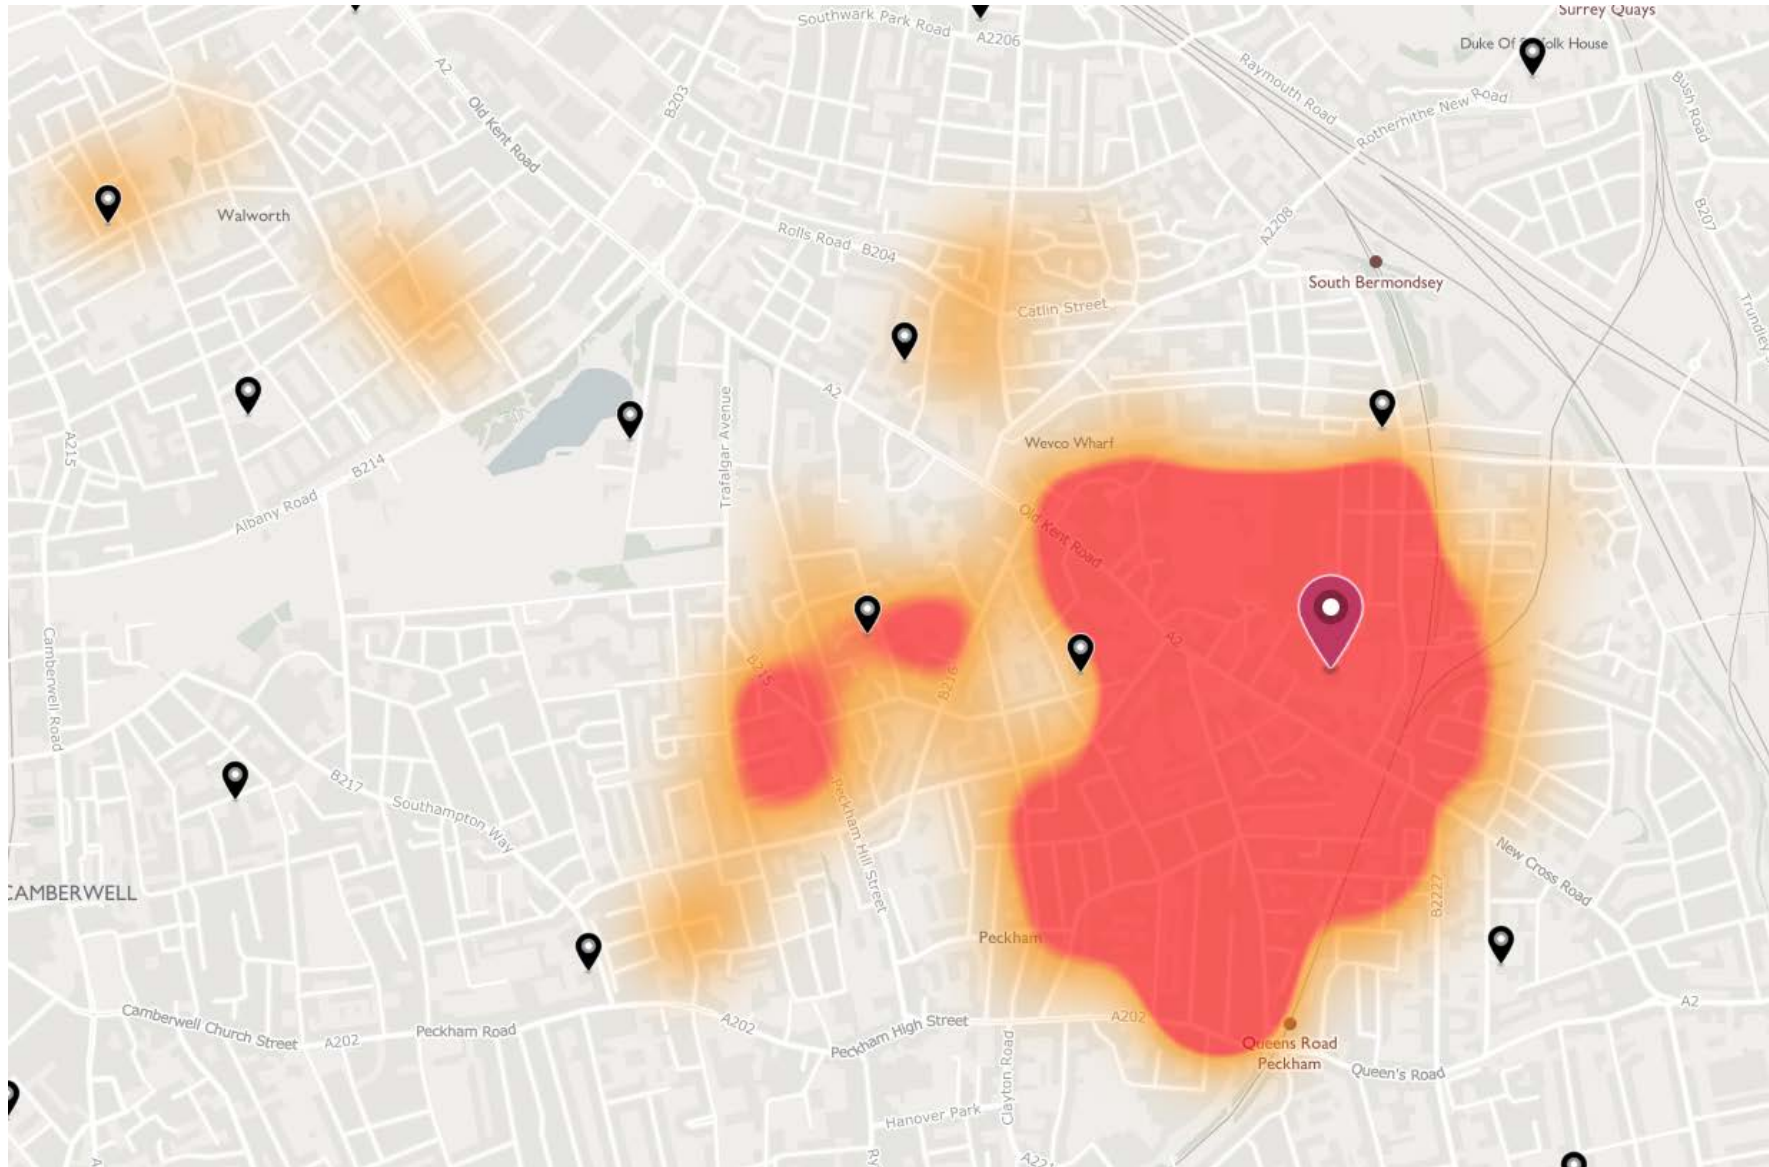 Surrey Quays
Southwark Park Road
A2206
Duke Of
folk House
A2
Raymouth Road
Bush Road
B203
Rotherhithe New Road
Old Kent Road
Walworth
A2208
B207
Rolls Road B204
South Bermondsey
Catlin Street
A2
Trundley
Trafalgar Avenue
A215
Wevco Wharf
B214
Albany Road
Old Kent Road
A2
B215
B216
Camberwell Road
B217
Southampton Way
Peckham Hill Street
New Cross Road
CAMBERWELL
B2227
Peckham
A2
Camberwell Church Street
A202
Peckham Road
A202
Peckham High Street
A202
Queens Road
Peckham
Queen's Road
Clayton Road
Hanover Park
A
Ry
A221